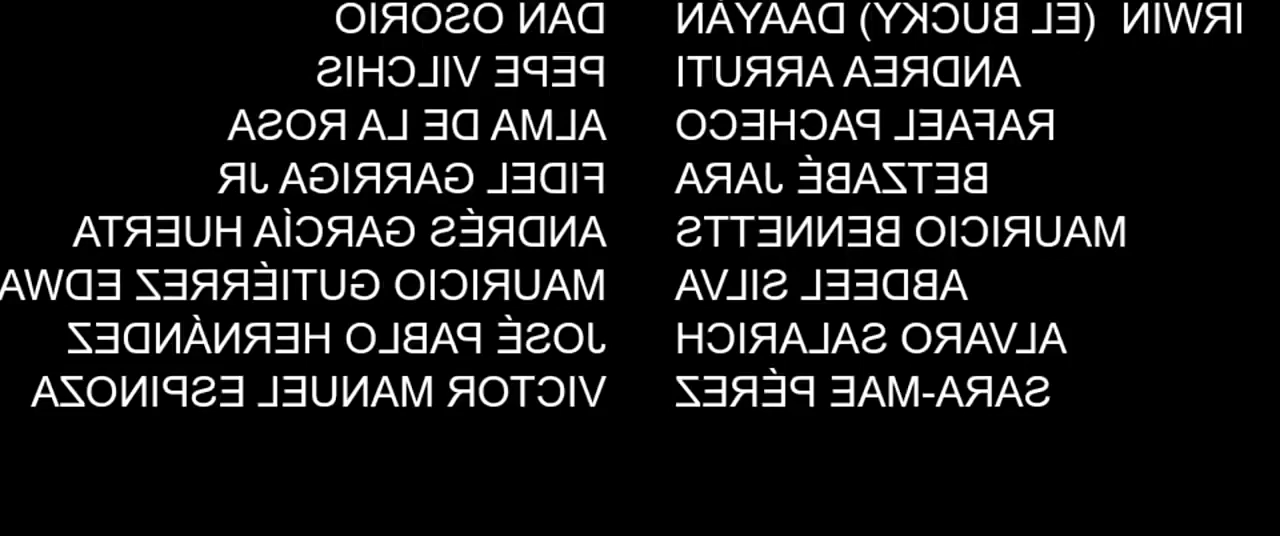 IRWIN (EL BUCKY) DAAYÁN DAN OSORIO
ANDREA ARRUTI PEPE VILCHIS
RAFAEL PACHECO ALMA DE LA ROSA
BETZABÉ JARA FIDEL GARRIGA JR
MAURICIO BENNETTS ANDRÉS GARCÍA HUERTA
ABDEEL SILVA MAURICIO GUTIÉRREZ EDWA
ALVARO SALARICH JOSÉ PABLO HERNÁNDEZ
SARA-MAE PÉREZ VICTOR MANUEL ESPINOZA